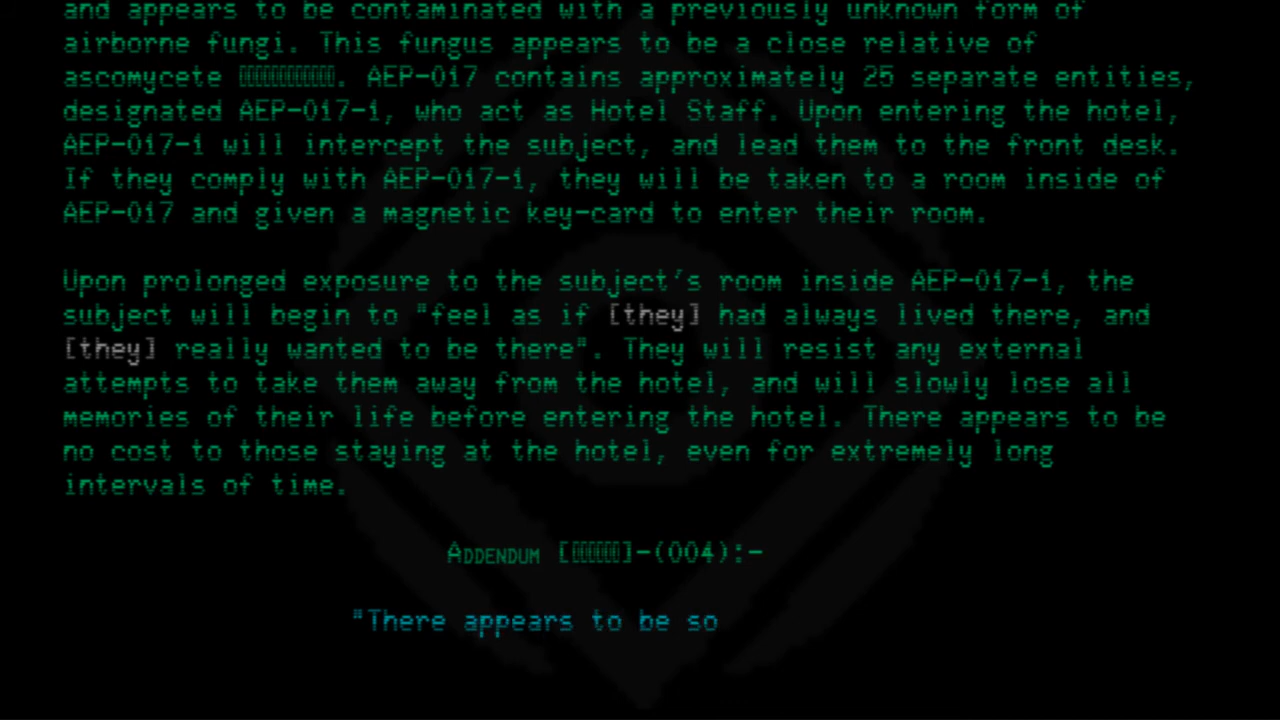 and appears to be contaminated with a previously unknown form of
airborne fungi. This fungus appears to be a close relative of
ascomycete ▯▯▯▯▯▯▯▯▯▯▯▯. AEP-017 contains approximately 25 separate entities,
designated AEP-017-1, who act as Hotel Staff. Upon entering the hotel,
AEP-017-1 will intercept the subject, and lead them to the front desk.
If they comply with AEP-017-1, they will be taken to a room inside of
AEP-017 and given a magnetic key-card to enter their room.
Upon prolonged exposure to the subject's room inside AEP-017-1, the
subject will begin to "feel as if [they] had always lived there, and
[they] really wanted to be there". They will resist any external
attempts to take them away from the hotel, and will slowly lose all
memories of their life before entering the hotel. There appears to be
no cost to those staying at the hotel, even for extremely long
intervals of time.
Addendum [▯▯▯▯▯▯]-(004):-
"There appears to be so